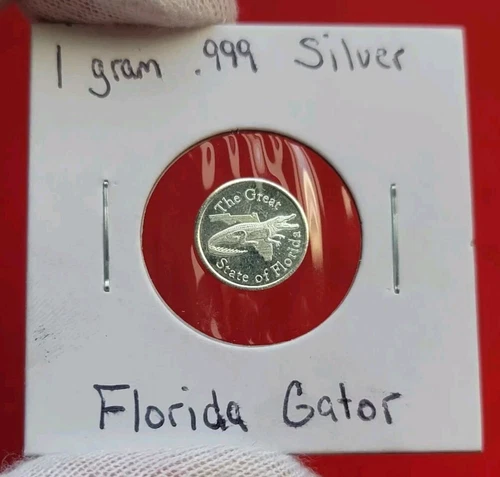 1 gram .999 Silver
The Great
State of Florida
Florida Gator